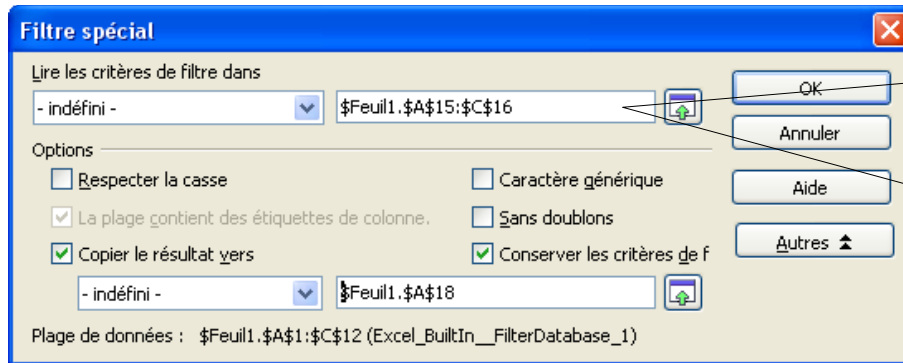 Filtre spécial
Lire les critères de filtre dans
- indéfini - $Feuil1.$A$15:$C$16
OK
Annuler
Options
Respecter la casse Caractère générique
Aide
La plage contient des étiquettes de colonne. Sans doublons
Autres
Copier le résultat vers Conserver les critères de f
- indéfini - $Feuil1.$A$18
Plage de données : $Feuil1.$A$1:$C$12 (Excel_BuiltIn__FilterDatabase_1)